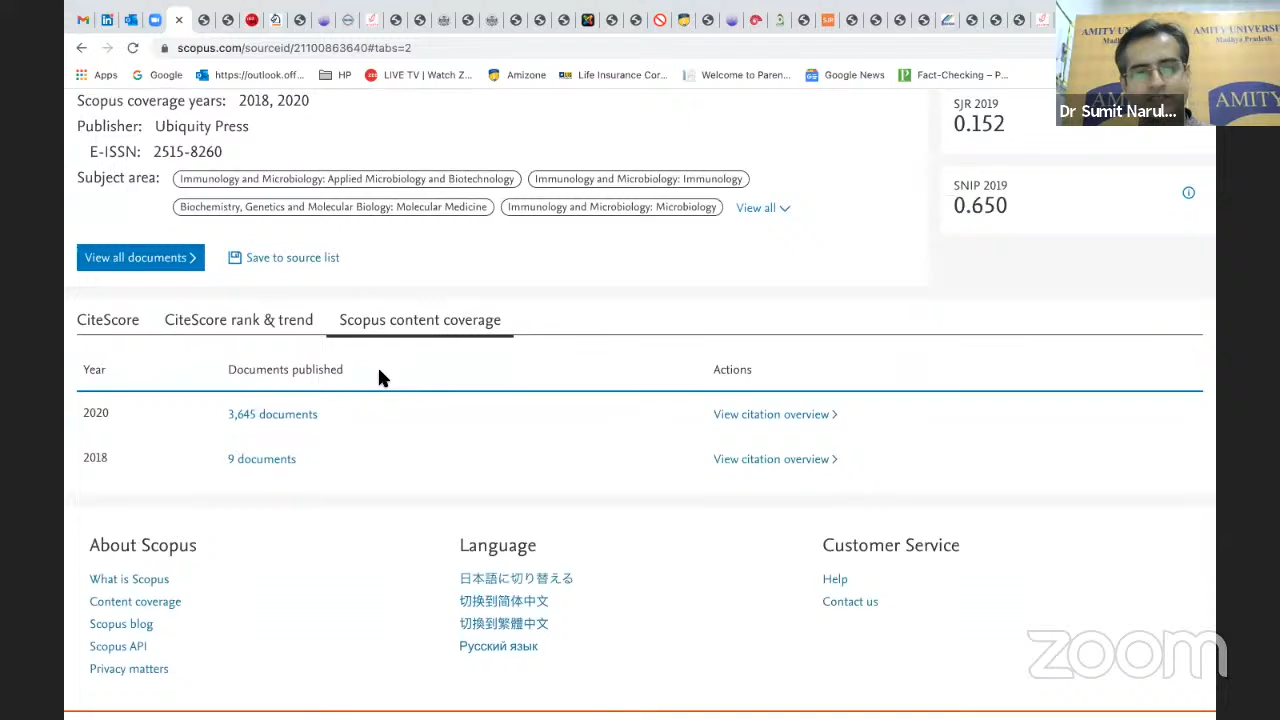 scopus.com/sourceid/21100863640#tabs=2
Apps Google https://outlook.off... HP LIVE TV | Watch Z... Amizone Life Insurance Cor... Welcome to Paren... Google News Fact-Checking – P...
AMITY UN
AMITY UNIVERSI
Madhya Pradesh
AMITY
Dr Sumit Narul...
Scopus coverage years: 2018, 2020
Publisher: Ubiquity Press
E-ISSN: 2515-8260
Subject area: Immunology and Microbiology: Applied Microbiology and Biotechnology Immunology and Microbiology: Immunology
Biochemistry, Genetics and Molecular Biology: Molecular Medicine Immunology and Microbiology: Microbiology View all
SJR 2019
0.152
SNIP 2019
0.650
View all documents Save to source list
CiteScore CiteScore rank & trend Scopus content coverage
Year Documents published Actions
2020 3,645 documents View citation overview
2018 9 documents View citation overview
About Scopus Language Customer Service
What is Scopus 日本語に切り替える Help
Content coverage 切換到简体中文 Contact us
Scopus blog 切換到繁體中文
Scopus API Русский язык
Privacy matters
zoom